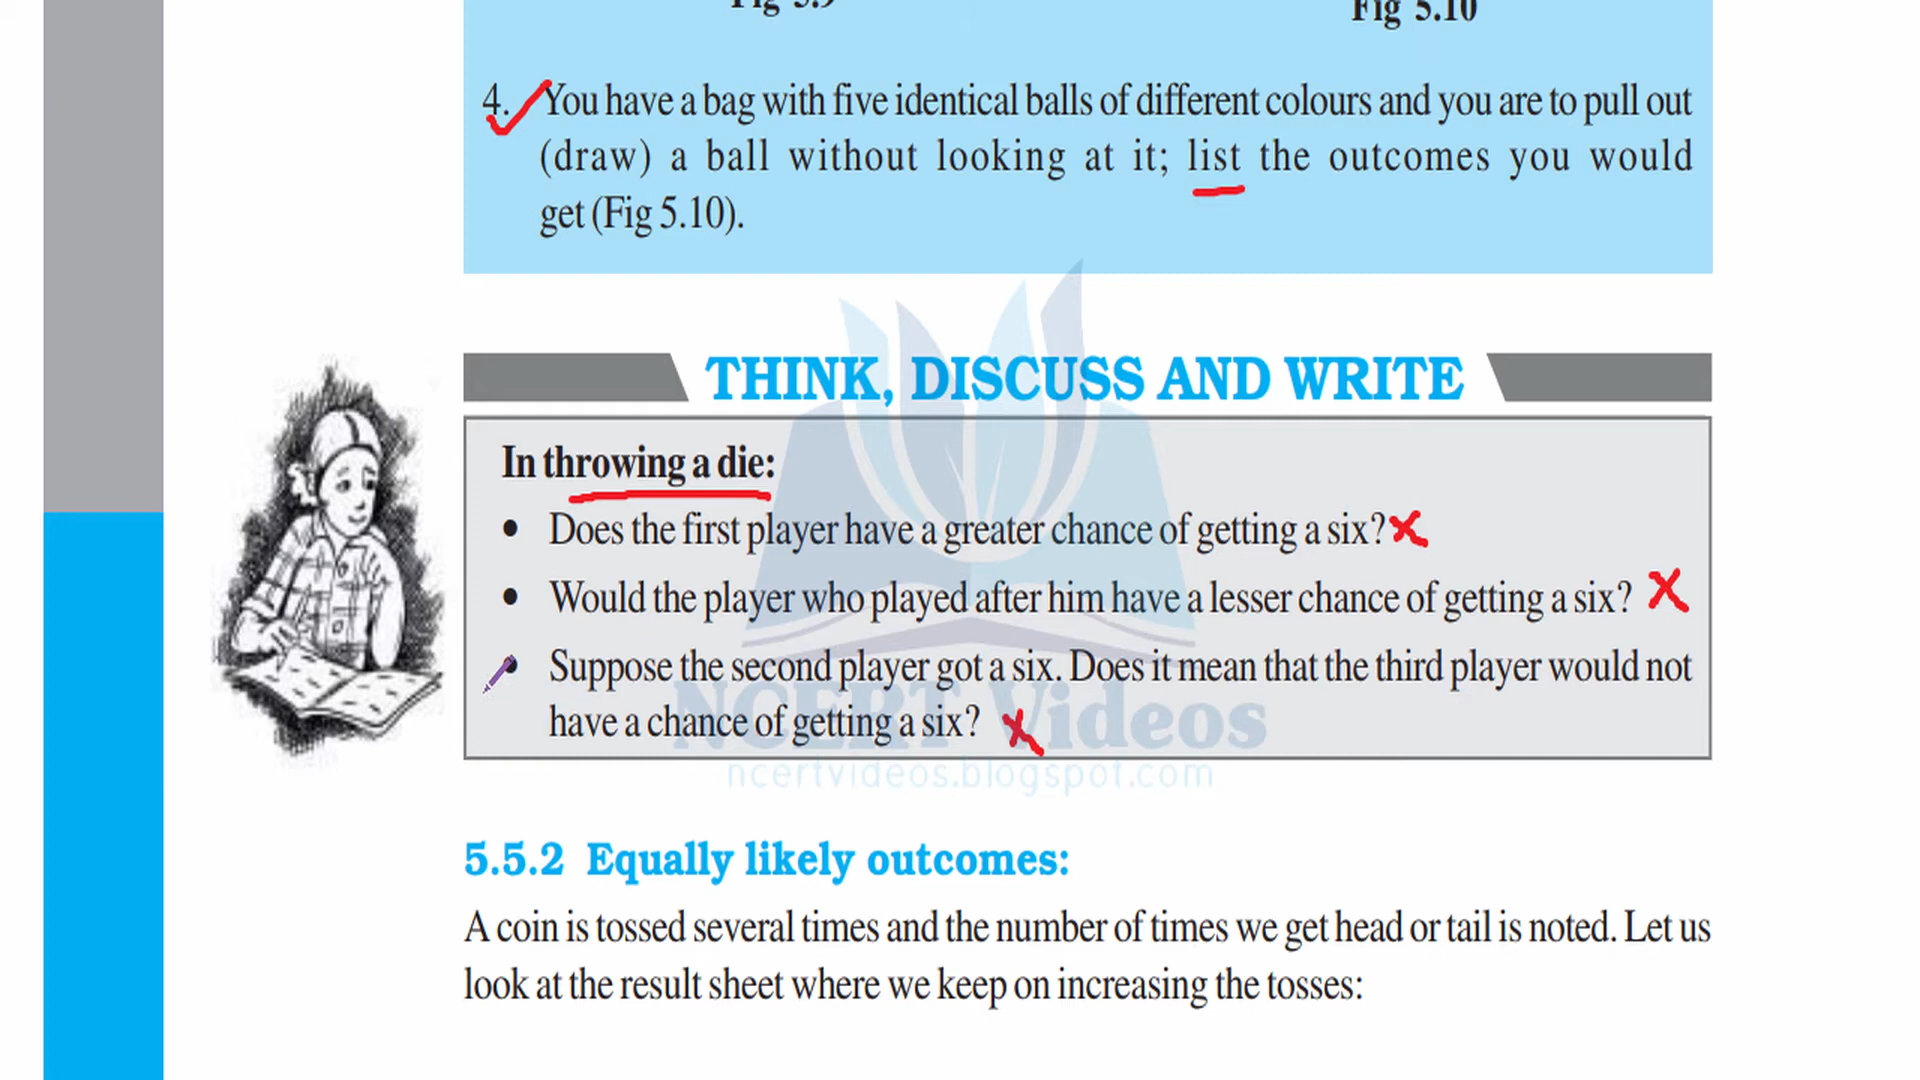 Fig 5.9
Fig 5.10
4. You have a bag with five identical balls of different colours and you are to pull out
(draw) a ball without looking at it; list the outcomes you would
get (Fig 5.10).
THINK, DISCUSS AND WRITE
In throwing a die:
• Does the first player have a greater chance of getting a six?
• Would the player who played after him have a lesser chance of getting a six?
• Suppose the second player got a six. Does it mean that the third player would not
have a chance of getting a six?
NCERT Videos
ncertvideos.blogspot.com
5.5.2 Equally likely outcomes:
A coin is tossed several times and the number of times we get head or tail is noted. Let us
look at the result sheet where we keep on increasing the tosses: